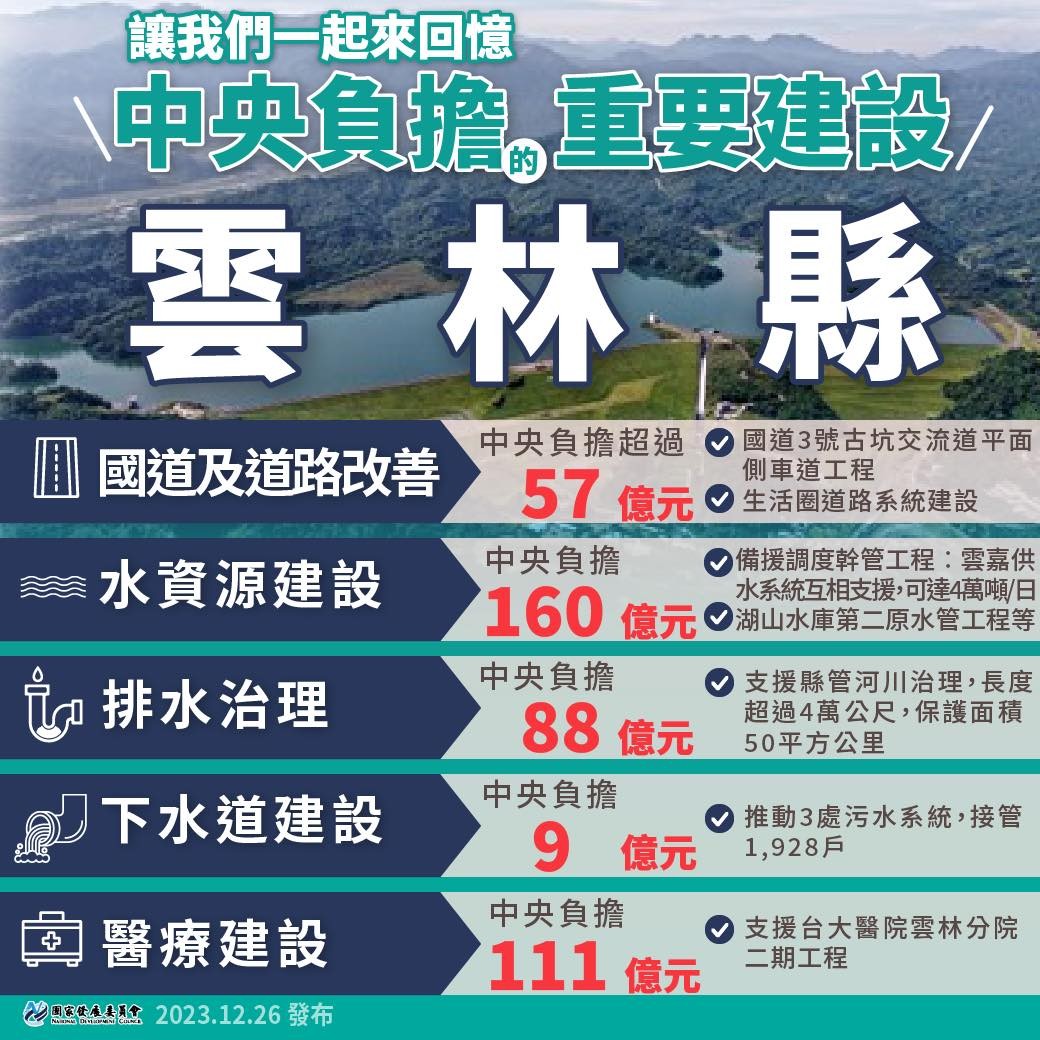 讓我們一起來回憶
中央負擔的重要建設
雲林縣
國道及道路改善
中央負擔超過
57億元
國道3號古坑交流道平面
側車道工程
生活圈道路系統建設
水資源建設
中央負擔
160億元
備援調度幹管工程：雲嘉供
水系統互相支援，可達4萬噸/日
湖山水庫第二原水管工程等
排水治理
中央負擔
88億元
支援縣管河川治理，長度
超過4萬公尺，保護面積
50平方公里
下水道建設
中央負擔
9億元
推動3處污水系統，接管
1,928戶
醫療建設
中央負擔
111億元
支援台大醫院雲林分院
二期工程
國家發展委員會
NATIONAL DEVELOPMENT COUNCIL
2023.12.26 發布